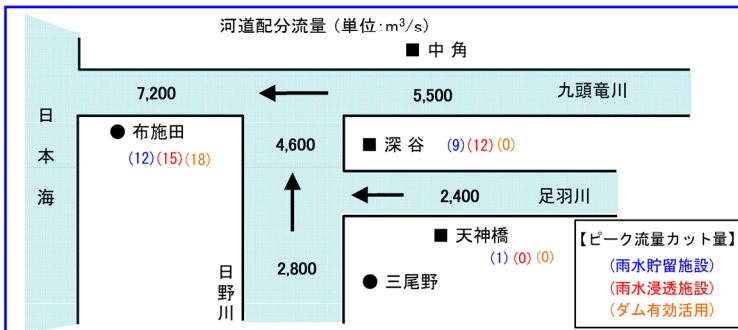 河道配分流量 (単位:m³/s)
■ 中 角
7,200
5,500
九頭竜川
日本海
● 布施田
(12)(15)(18)
4,600
■ 深 谷 (9)(12)(0)
2,400
足羽川
■ 天神橋
(1)(0)(0)
日野川
2,800
● 三尾野
【ピーク流量カット量】
(雨水貯留施設)
(雨水浸透施設)
(ダム有効活用)